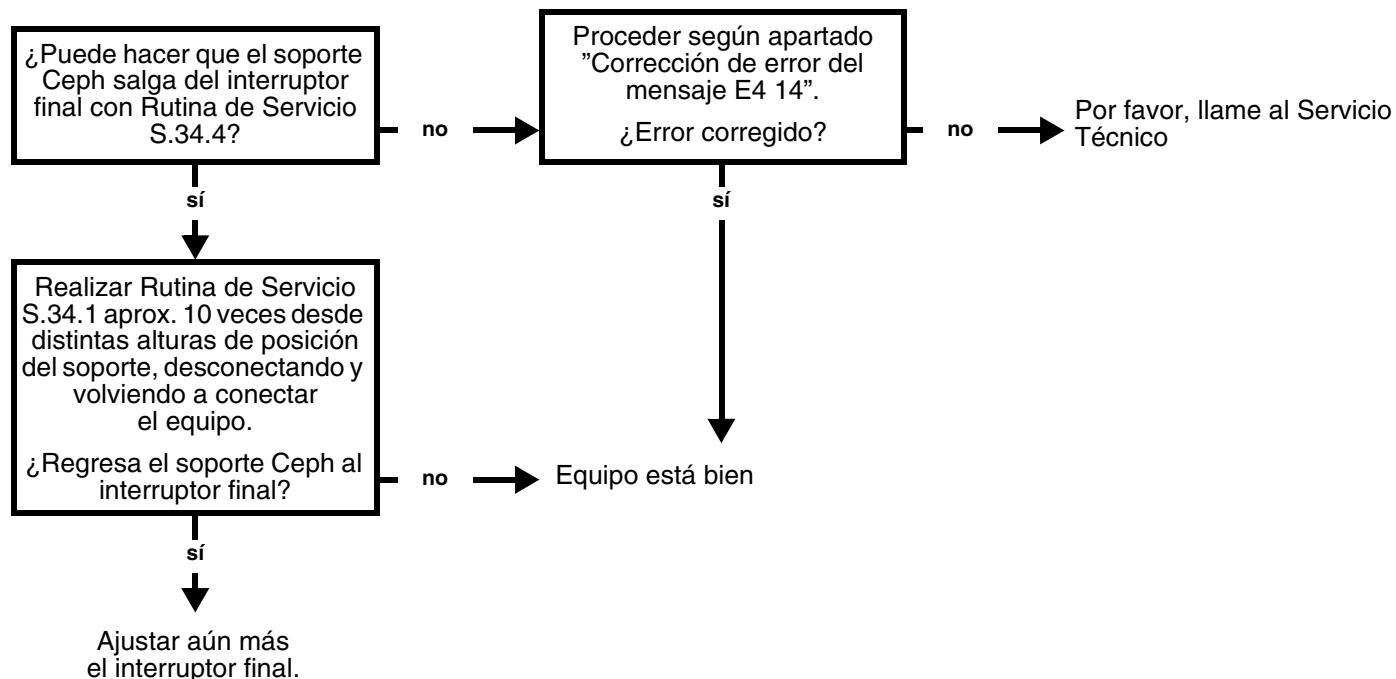 ¿Puede hacer que el soporte
Ceph salga del interruptor
final con Rutina de Servicio
S.34.4?
no
Proceder según apartado
”Corrección de error del
mensaje E4 14”.
¿Error corregido?
no
Por favor, llame al Servicio
Técnico
sí
sí
Realizar Rutina de Servicio
S.34.1 aprox. 10 veces desde
distintas alturas de posición
del soporte, desconectando y
volviendo a conectar
el equipo.
¿Regresa el soporte Ceph al
interruptor final?
no
Equipo está bien
sí
Ajustar aún más
el interruptor final.